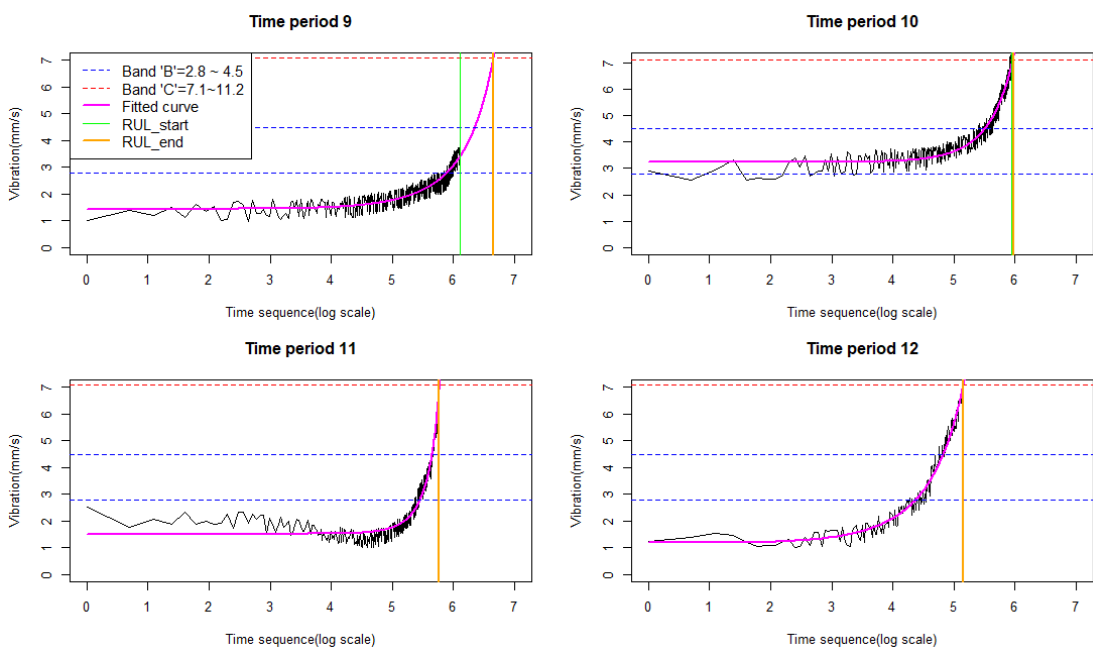 Time period 9
Vibration(mm/s)
0 1 2 3 4 5 6 7
Band 'B'=2.8 ~ 4.5
Band 'C'=7.1~11.2
Fitted curve
RUL_start
RUL_end
0 1 2 3 4 5 6 7
Time sequence(log scale)
Time period 10
Vibration(mm/s)
0 1 2 3 4 5 6 7
0 1 2 3 4 5 6 7
Time sequence(log scale)
Time period 11
Vibration(mm/s)
0 1 2 3 4 5 6 7
0 1 2 3 4 5 6 7
Time sequence(log scale)
Time period 12
Vibration(mm/s)
0 1 2 3 4 5 6 7
0 1 2 3 4 5 6 7
Time sequence(log scale)